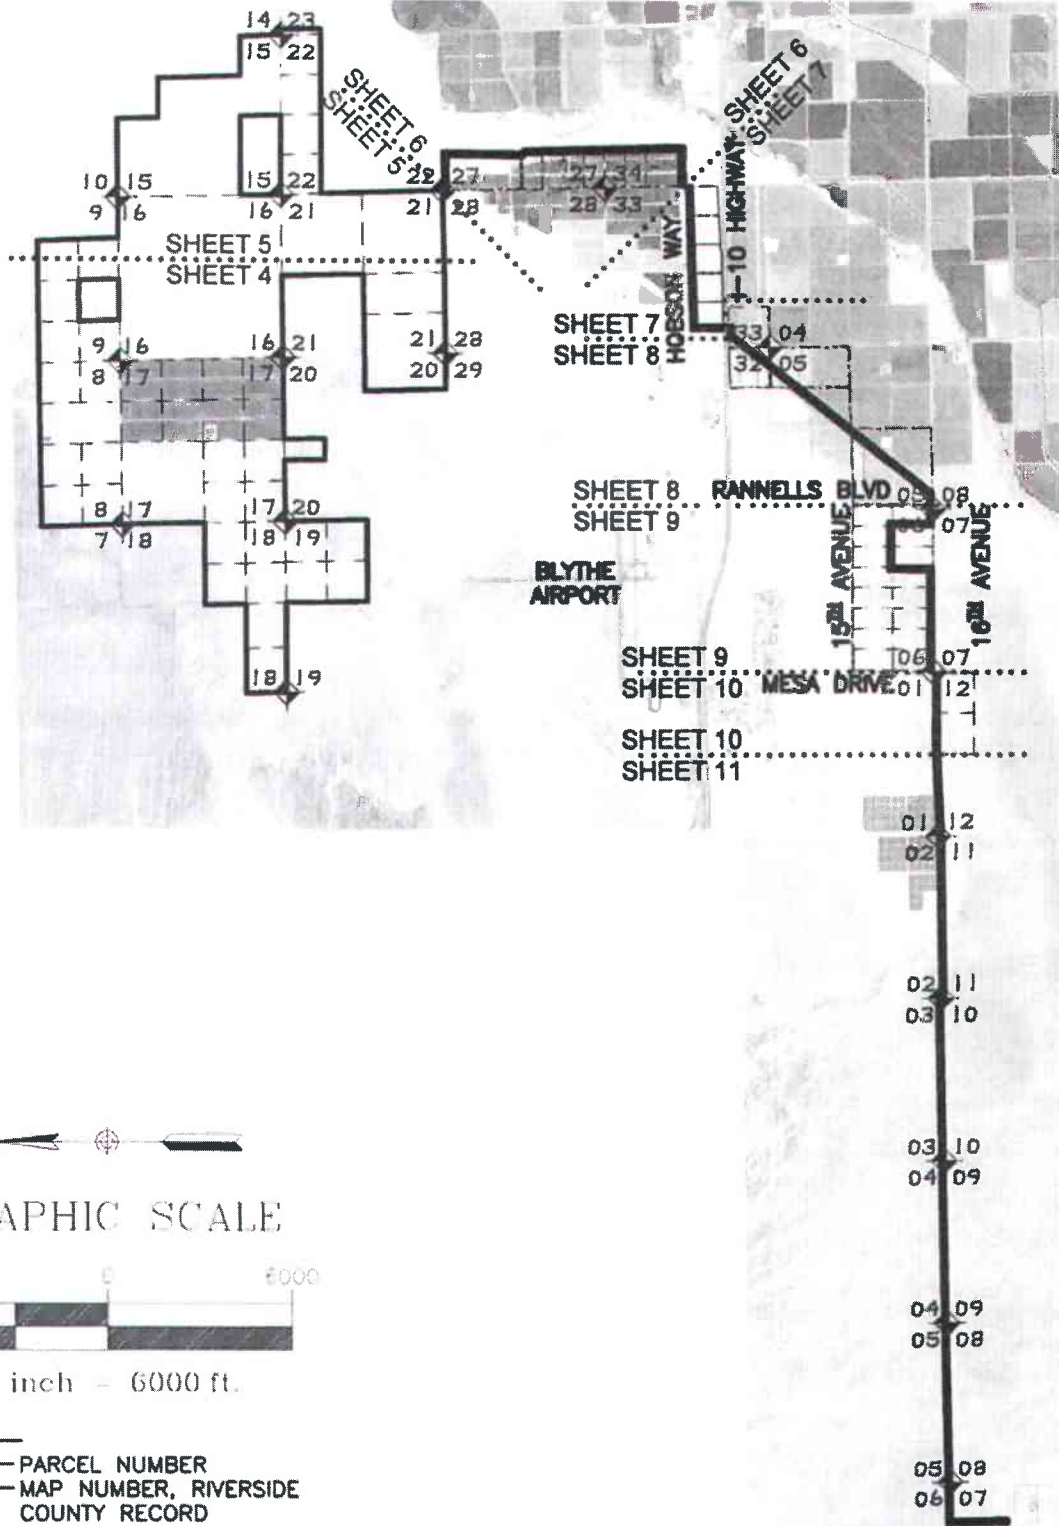 14 23
15 22
SHEET 6
SHEET 5
SHEET 6
SHEET 7
10 15
9 16
15 22
16 21
22 27
21 28
27 34
28 33
I-10 HIGHWAY
HOBSON WAY
SHEET 5
SHEET 4
SHEET 7
SHEET 8
33 04
32 05
9 16
8 17
16 21
17 20
21 28
20 29
SHEET 8
SHEET 9
RANNELLS BLVD
05 08
06 07
8 17
7 18
17 20
18 19
15TH AVENUE
16TH AVENUE
BLYTHE
AIRPORT
SHEET 9
SHEET 10
MESA DRIVE
06 07
01 12
18 19
SHEET 10
SHEET 11
01 12
02 11
02 11
03 10
03 10
04 09
APHIC SCALE
0 6000
inch = 6000 ft.
04 09
05 08
PARCEL NUMBER
MAP NUMBER, RIVERSIDE
COUNTY RECORD
05 08
06 07